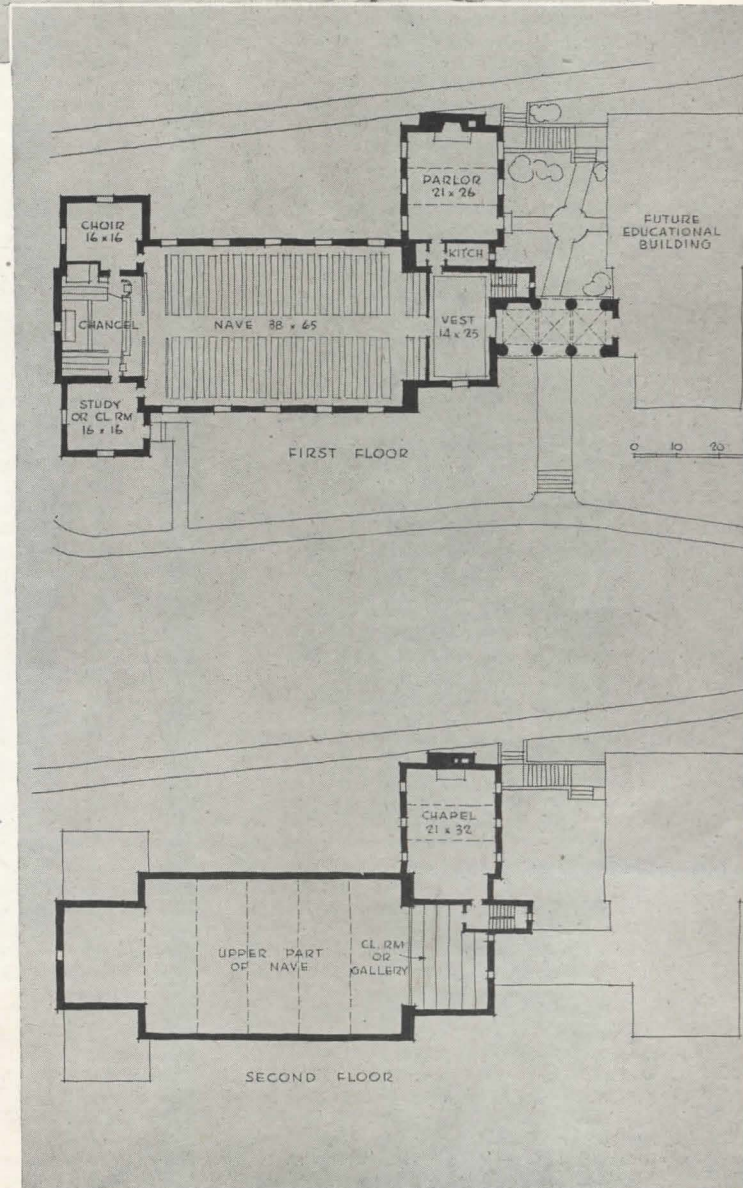 PARLOR
21 x 26
CHOIR
16 x 16
KITCH
FUTURE
EDUCATIONAL
BUILDING
CHANCEL
NAVE 38 x 65
VEST
14 x 25
STUDY
OR CL. RM
16 x 16
FIRST FLOOR
0 10 20
CHAPEL
21 x 32
UPPER PART
OF NAVE
CL. RM
OR
GALLERY
SECOND FLOOR